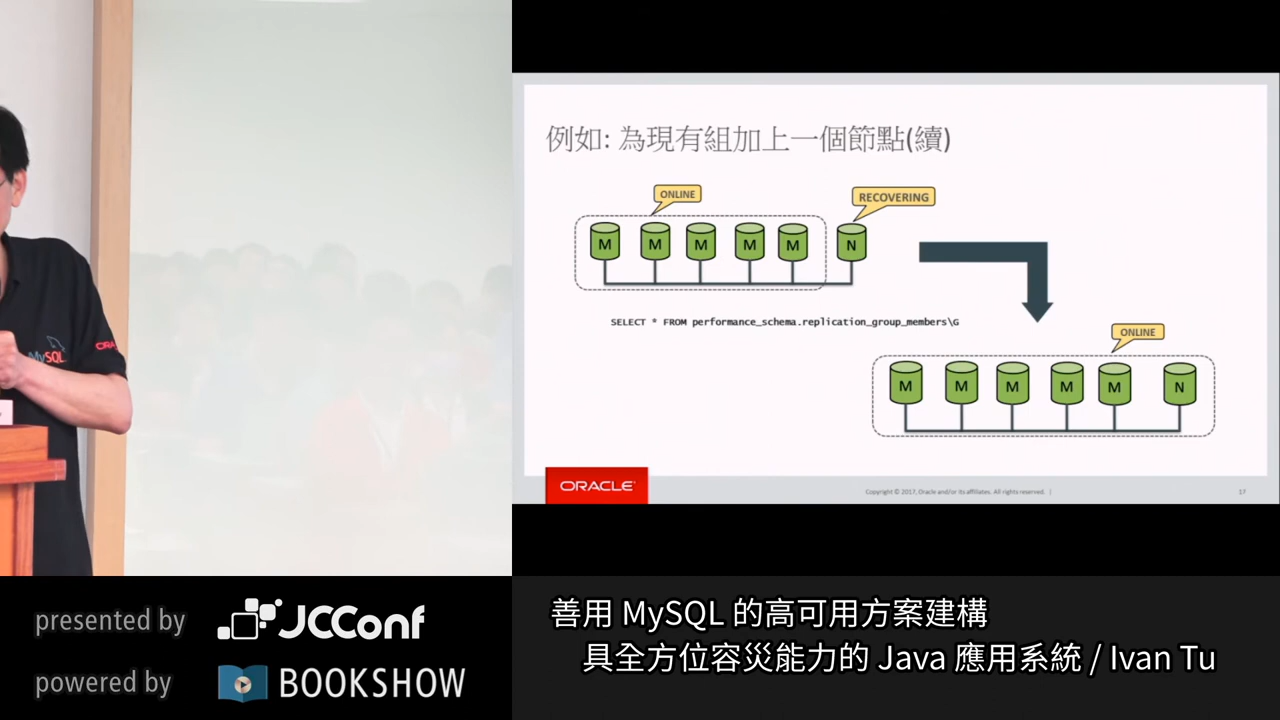 例如: 為現有組加上一個節點(續)
ONLINE
RECOVERING
M M M M M N
SELECT * FROM performance_schema.replication_group_members\G
ONLINE
M M M M M N
ORACLE
Copyright © 2017, Oracle and/or its affiliates. All rights reserved. |
17
MySQL
presented by JCConf
powered by BOOKSHOW
善用 MySQL 的高可用方案建構
具全方位容災能力的 Java 應用系統 / Ivan Tu